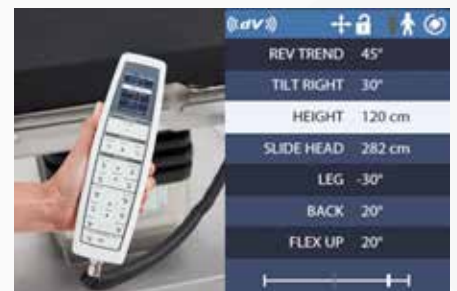 ((.dV.))
REV TREND 45°
TILT RIGHT 30°
HEIGHT 120 cm
SLIDE HEAD 282 cm
LEG -30°
BACK 20°
FLEX UP 20°